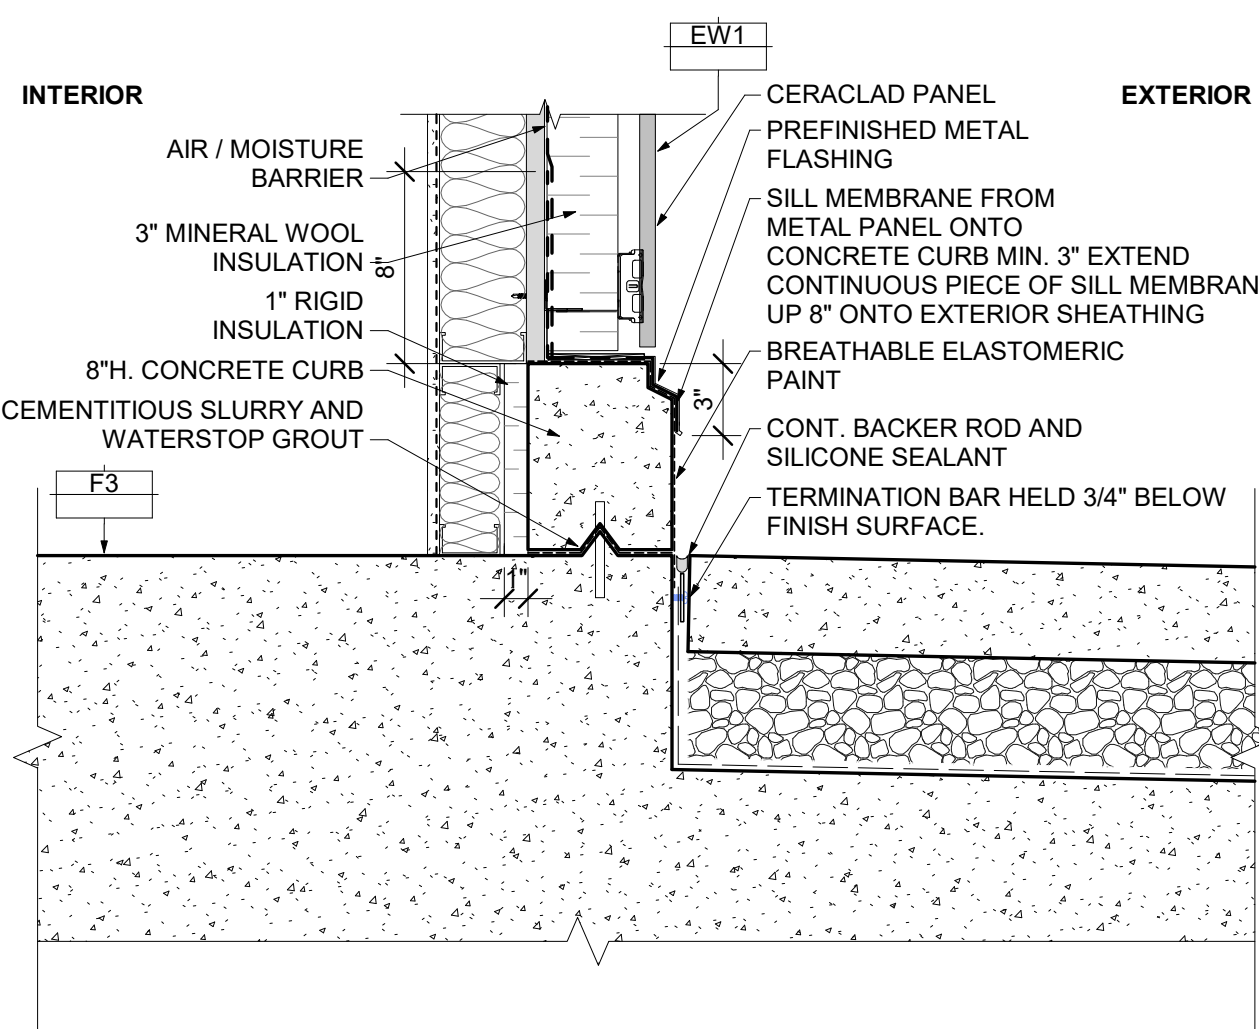 EW1
INTERIOR
EXTERIOR
AIR / MOISTURE
BARRIER
3" MINERAL WOOL
INSULATION
8"
1" RIGID
INSULATION
8"H. CONCRETE CURB
CEMENTITIOUS SLURRY AND
WATERSTOP GROUT
F3
1"
CERACLAD PANEL
PREFINISHED METAL
FLASHING
SILL MEMBRANE FROM
METAL PANEL ONTO
CONCRETE CURB MIN. 3" EXTEND
CONTINUOUS PIECE OF SILL MEMBRAN
UP 8" ONTO EXTERIOR SHEATHING
BREATHABLE ELASTOMERIC
PAINT
3"
CONT. BACKER ROD AND
SILICONE SEALANT
TERMINATION BAR HELD 3/4" BELOW
FINISH SURFACE.